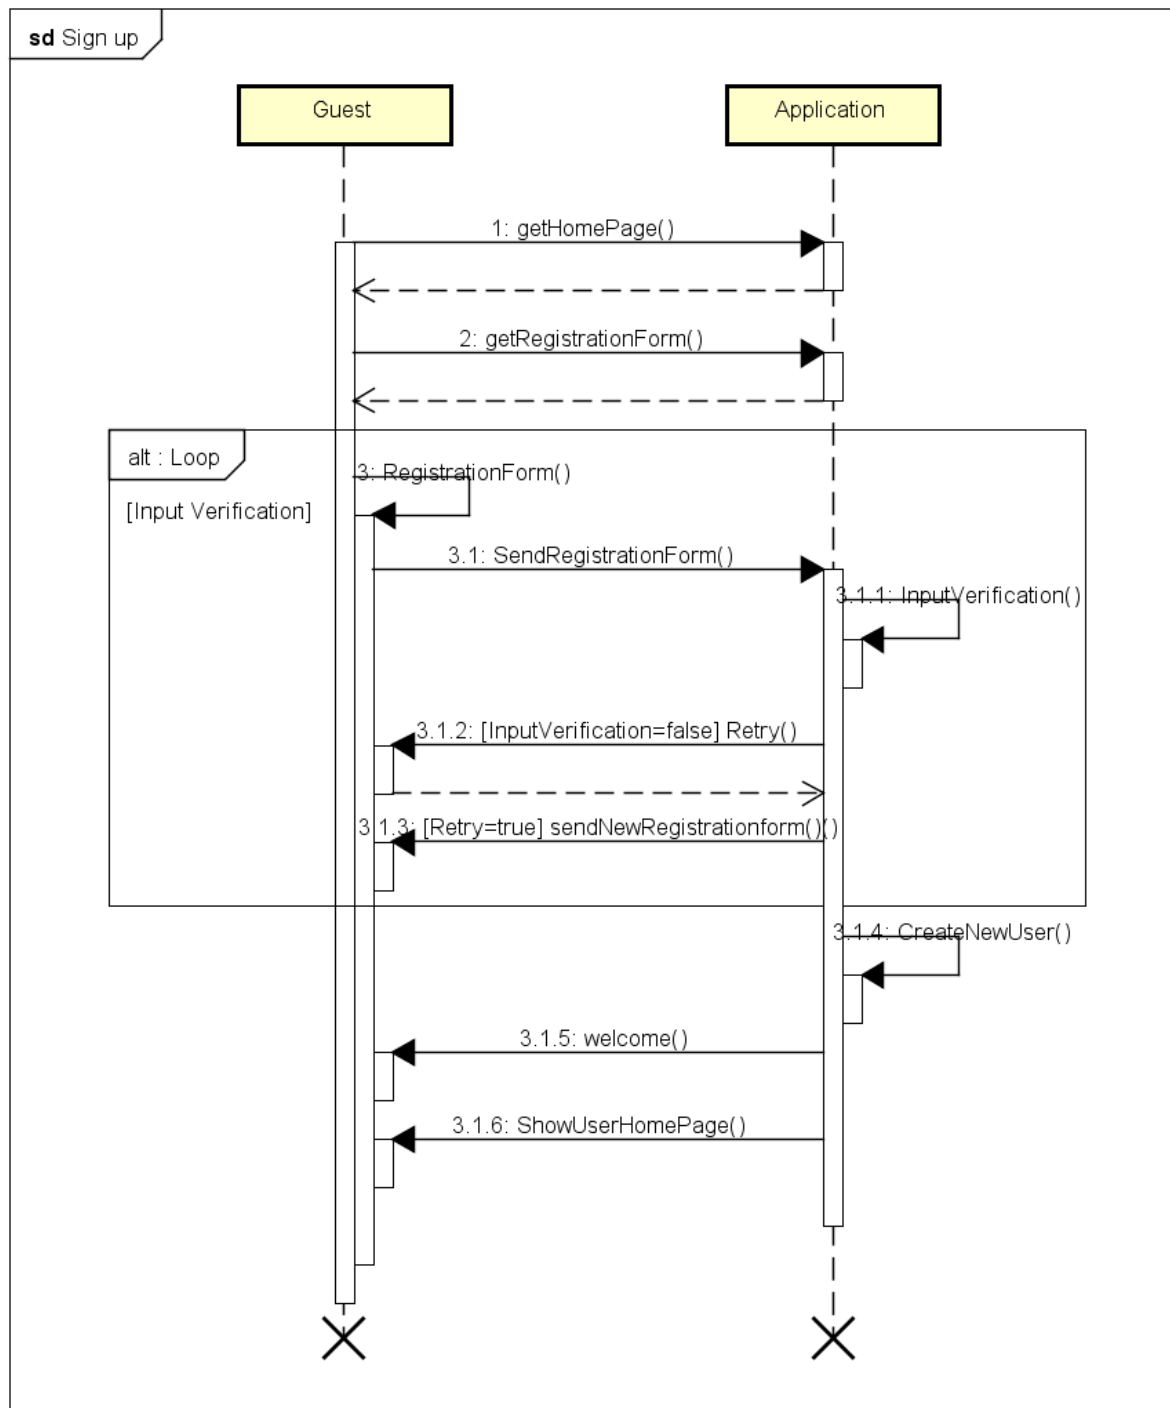 sd Sign up
Guest
Application
1: getHomePage()
2: getRegistrationForm()
alt : Loop
3: RegistrationForm()
[Input Verification]
3.1: SendRegistrationForm()
3.1.1: InputVerification()
3.1.2: [InputVerification=false] Retry()
3.1.3: [Retry=true] sendNewRegistrationform()()
3.1.4: CreateNewUser()
3.1.5: welcome()
3.1.6: ShowUserHomePage()